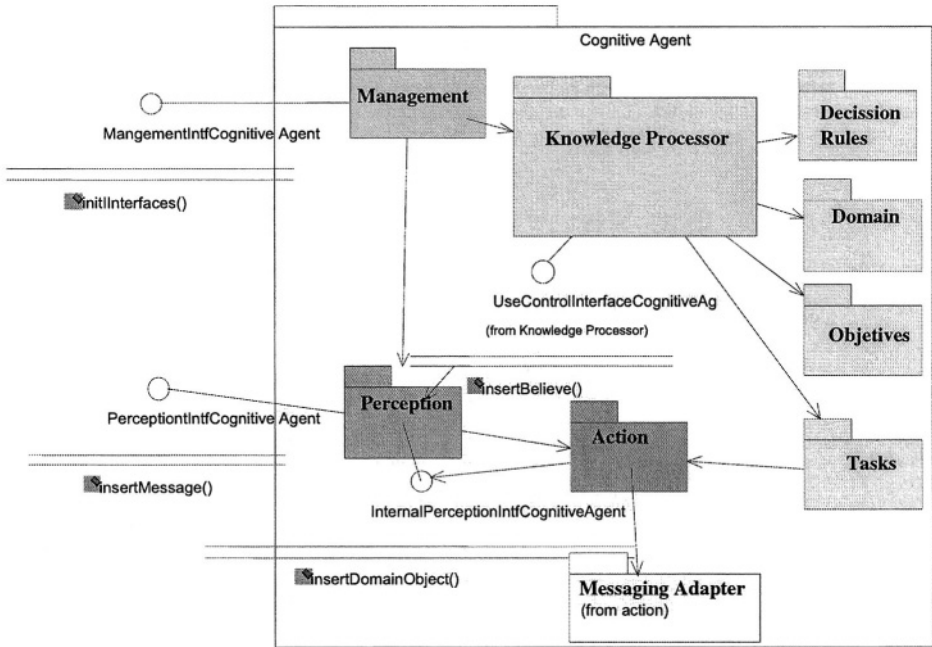 Cognitive Agent
Management
Knowledge Processor
Decission
Rules
MangementIntfCognitive Agent
initIInterfaces()
Domain
UseControlInterfaceCognitiveAg
(from Knowledge Processor)
Objetives
Perception
insertBelieve()
PerceptionIntfCognitive Agent
Action
Tasks
insertMessage()
InternalPerceptionIntfCognitiveAgent
insertDomainObject()
Messaging Adapter
(from action)